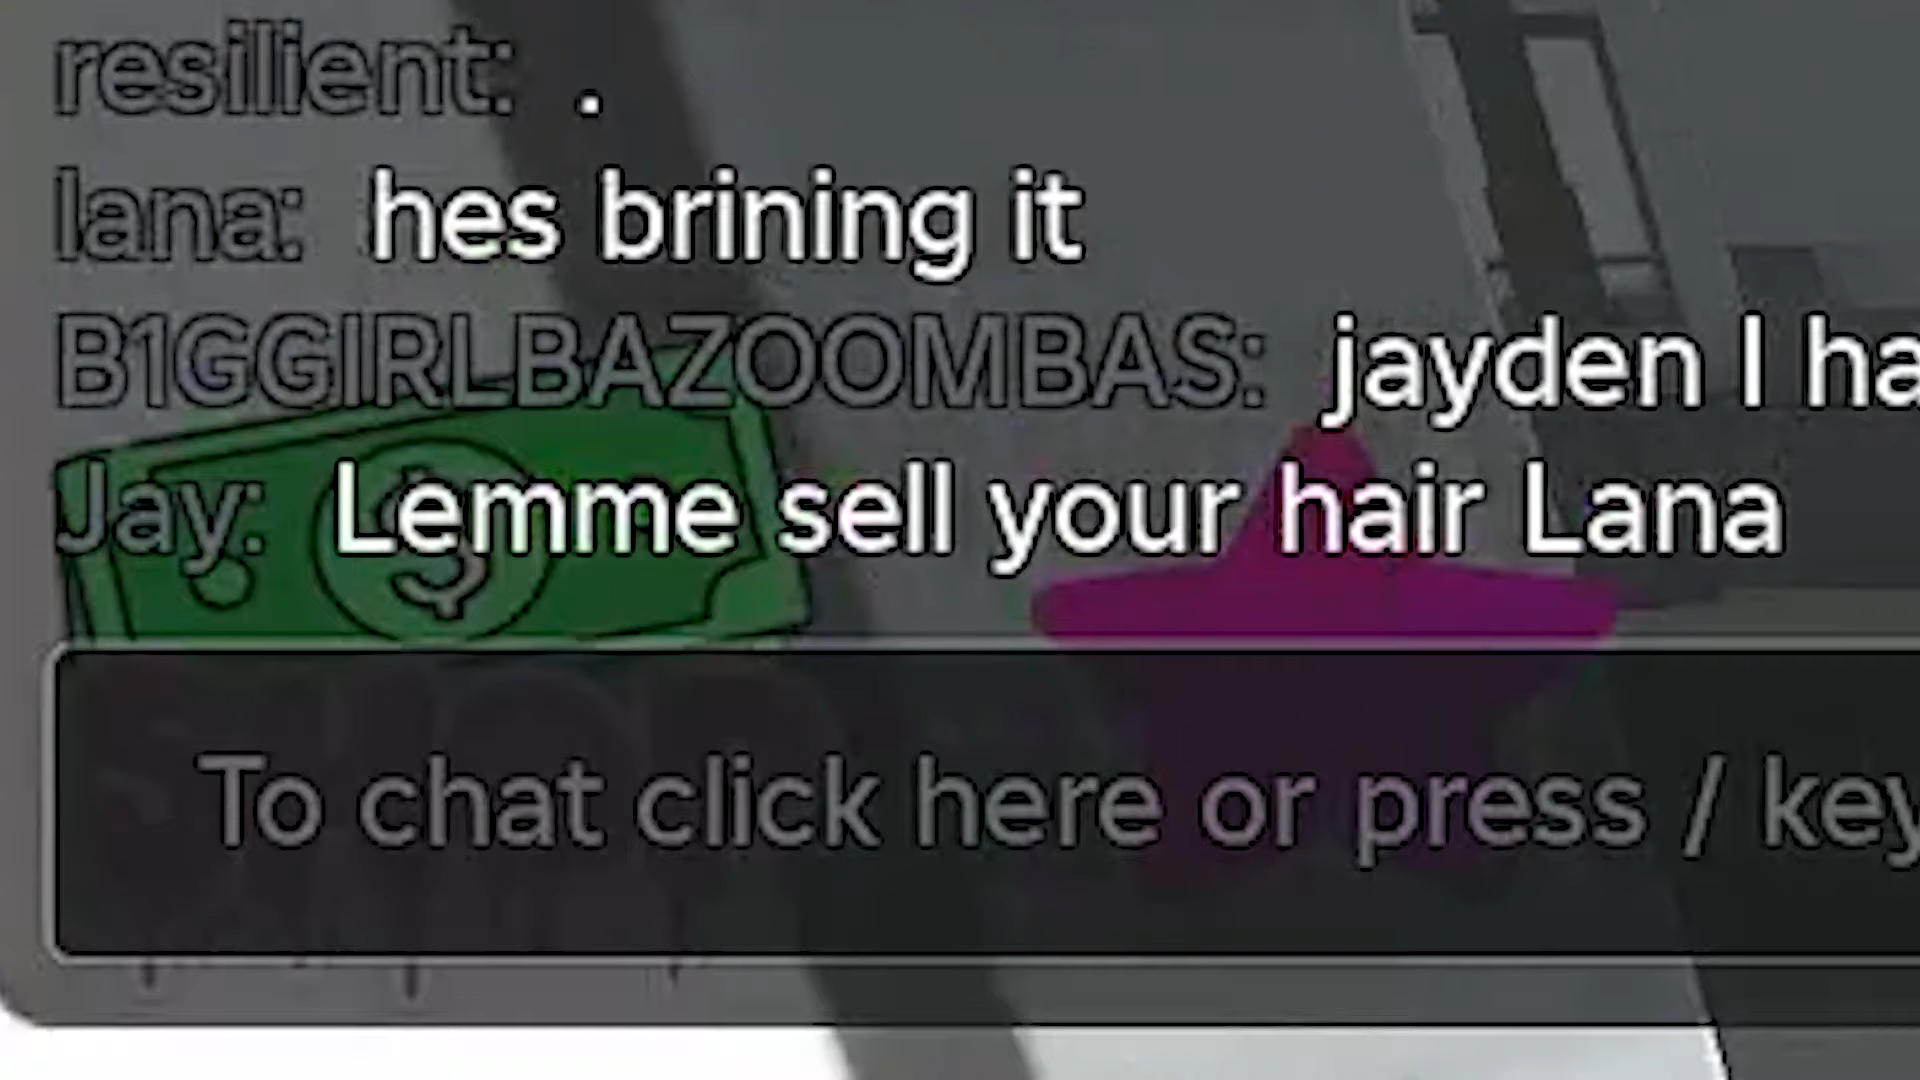 resilient: .
lana: hes brining it
B1GGIRLBAZOOMBAS: jayden I ha
Jay: Lemme sell your hair Lana
$
To chat click here or press / key